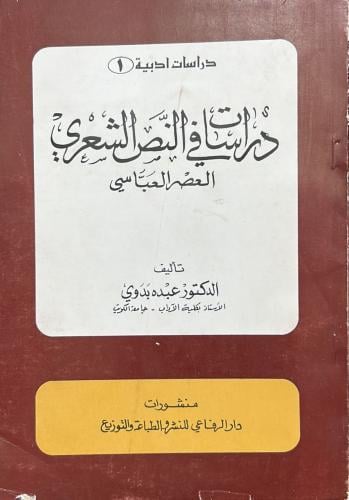 دراسات أدبية ١
دراسات في النص الشعري
العصر العباسي
تأليف
الدكتور عبده بدوي
الأستاذ بكلية الآداب - جامعة الكويت
منشورات
دار الرفاعي للنشر والطباعة والتوزيع